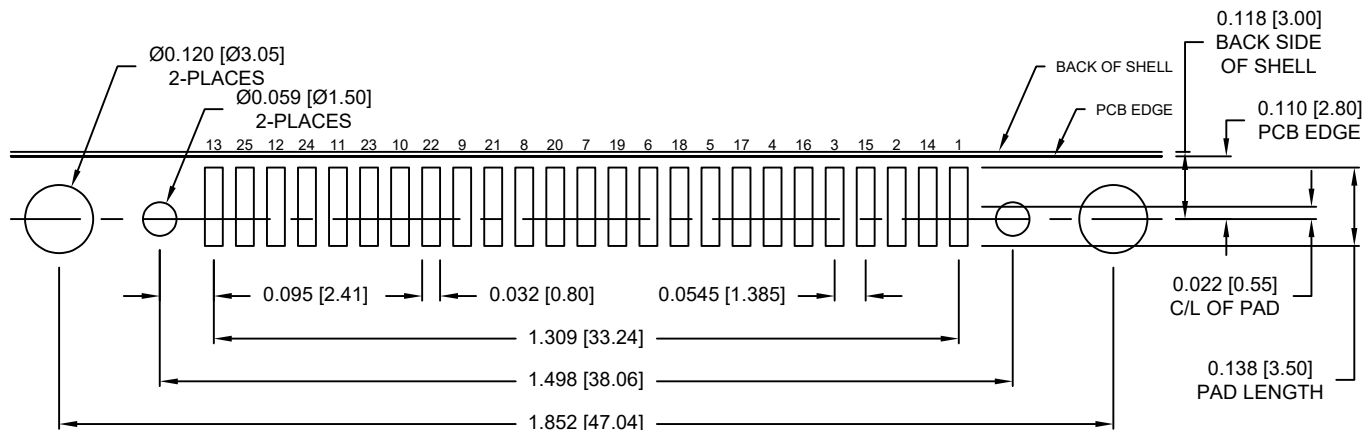 0.118 [3.00]
BACK SIDE
OF SHELL
Ø0.120 [Ø3.05]
2-PLACES
BACK OF SHELL
Ø0.059 [Ø1.50]
2-PLACES
PCB EDGE
0.110 [2.80]
PCB EDGE
13 25 12 24 11 23 10 22 9 21 8 20 7 19 6 18 5 17 4 16 3 15 2 14 1
0.095 [2.41] 0.032 [0.80] 0.0545 [1.385]
0.022 [0.55]
C/L OF PAD
1.309 [33.24]
1.498 [38.06]
0.138 [3.50]
PAD LENGTH
1.852 [47.04]